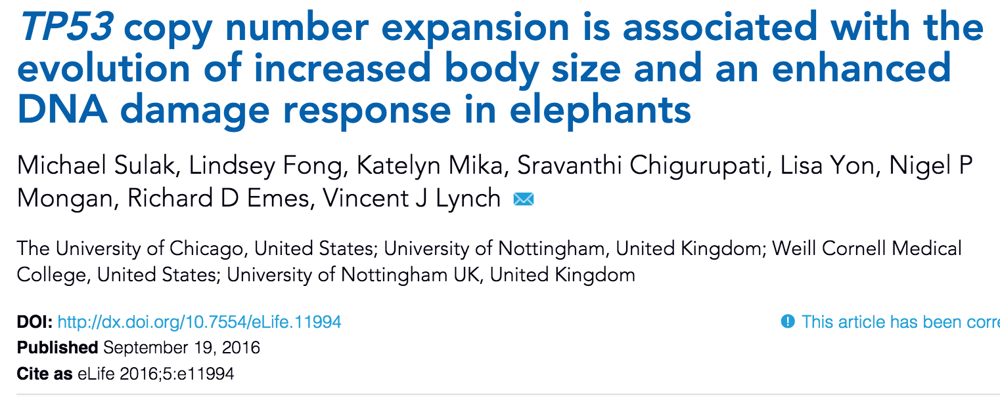 TP53 copy number expansion is associated with the
evolution of increased body size and an enhanced
DNA damage response in elephants
Michael Sulak, Lindsey Fong, Katelyn Mika, Sravanthi Chigurupati, Lisa Yon, Nigel P
Mongan, Richard D Emes, Vincent J Lynch
The University of Chicago, United States; University of Nottingham, United Kingdom; Weill Cornell Medical
College, United States; University of Nottingham UK, United Kingdom
DOI: http://dx.doi.org/10.7554/eLife.11994
This article has been corre
Published September 19, 2016
Cite as eLife 2016;5:e11994